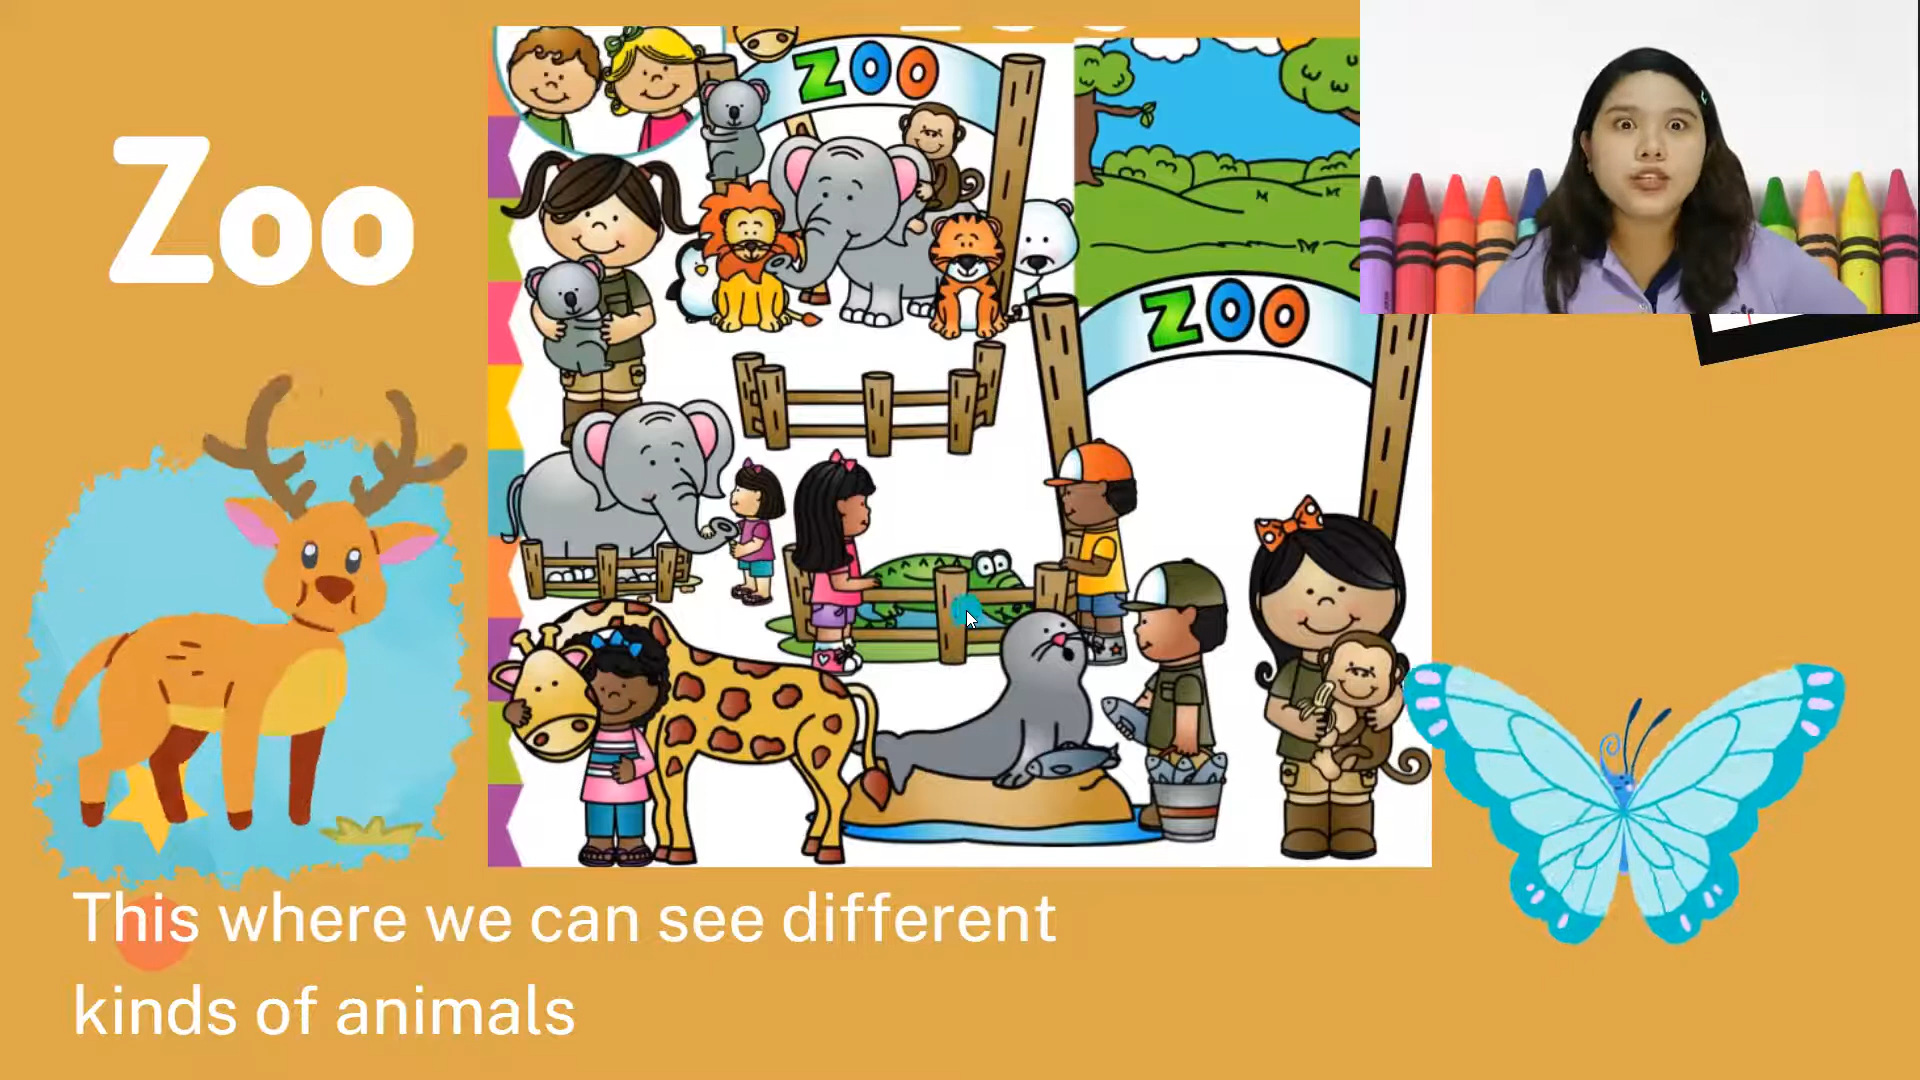 Zoo
ZOO
ZOO
This where we can see different
kinds of animals